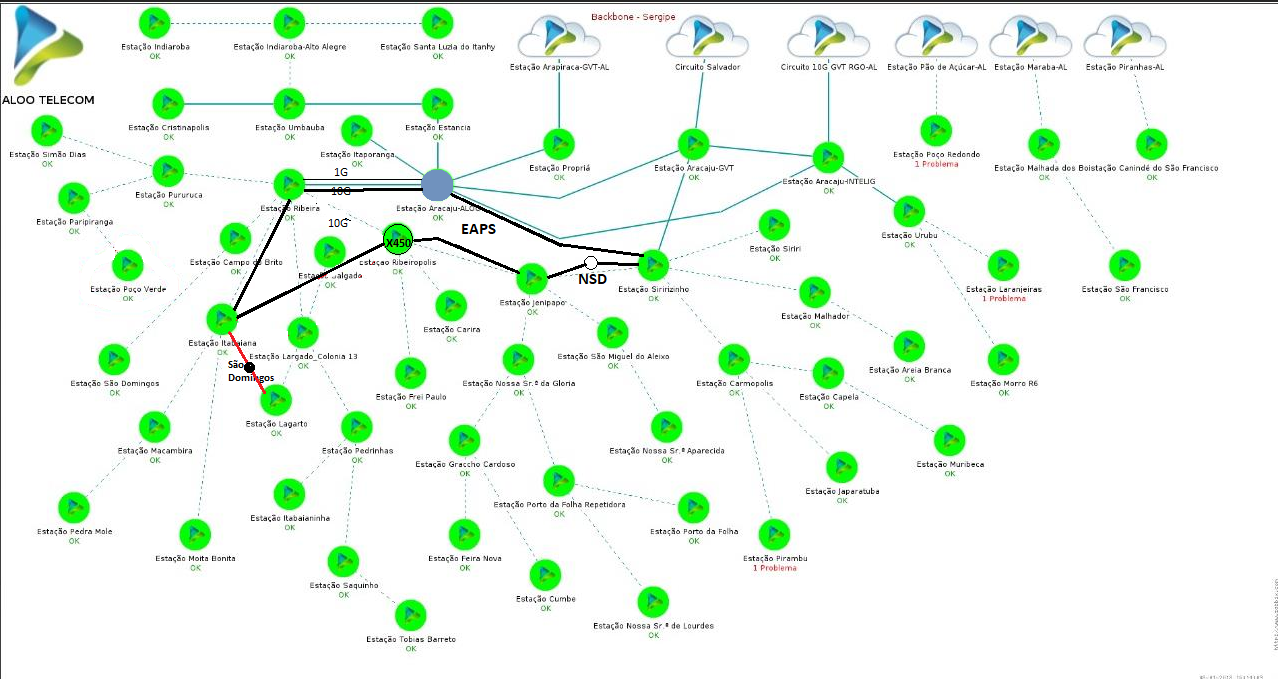 Backbone - Sergipe
ALOO TELECOM
Estação Indiaroba
OK
Estação Indiaroba-Alto Alegre
OK
Estação Santa Luzia do Itanhy
OK
Estação Arapiraca-GVT-AL
Circuito Salvador
Circuito 10G GVT RGO-AL
Estação Pão de Açúcar-AL
Estação Maraba-AL
Estação Piranhas-AL
Estação Cristinapolis
OK
Estação Umbauba
OK
Estação Estancia
OK
Estação Simão Dias
OK
Estação Itaporanga
OK
Estação Propriá
OK
Estação Aracaju-GVT
OK
Estação Aracaju-INTELIG
OK
Estação Poço Redondo
1 Problema
Estação Malhada dos Bois
OK
tação Canindé do São Francisco
OK
Estação Pururuca
OK
1G
10G
Estação Ribeira
OK
Estação Aracaju-ALOO
OK
Estação Paripiranga
OK
10G
EAPS
X450
Estação Campo do Brito
OK
Estação Salgado
OK
Estação Ribeiropolis
OK
Estação Siriri
OK
Estação Urubu
OK
Estação Poço Verde
OK
Estação Jenipapo
OK
NSD
Estação Siririzinho
OK
Estação Laranjeiras
1 Problema
Estação São Francisco
OK
Estação Malhador
OK
Estação Itabaiana
OK
Estação Carira
OK
Estação Largado_Colonia 13
OK
Estação São Miguel do Aleixo
OK
São
Domingos
Estação São Domingos
OK
Estação Frei Paulo
OK
Estação Nossa Sr.ª da Gloria
OK
Estação Carmopolis
OK
Estação Capela
OK
Estação Areia Branca
OK
Estação Morro R6
OK
Estação Lagarto
OK
Estação Macambira
OK
Estação Pedrinhas
OK
Estação Graccho Cardoso
OK
Estação Nossa Sr.ª Aparecida
OK
Estação Muribeca
OK
Estação Japaratuba
OK
Estação Itabaianinha
OK
Estação Porto da Folha Repetidora
OK
Estação Pedra Mole
OK
Estação Porto da Folha
OK
Estação Moita Bonita
OK
Estação Feira Nova
OK
Estação Pirambu
1 Problema
Estação Saquinho
OK
Estação Cumbe
OK
Estação Nossa Sr.ª de Lourdes
OK
Estação Tobias Barreto
OK